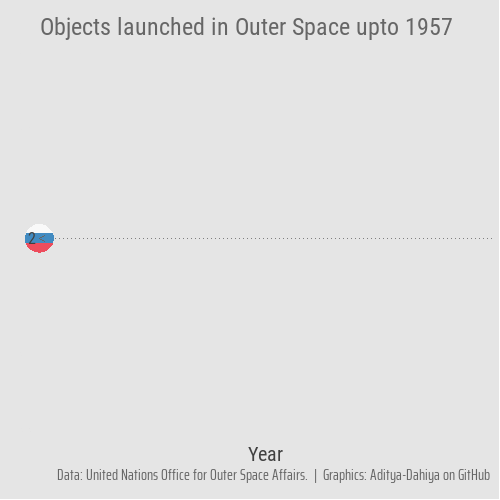 Objects launched in Outer Space upto 1957
2
Year
Data: United Nations Office for Outer Space Affairs. | Graphics: Aditya-Dahiya on GitHub